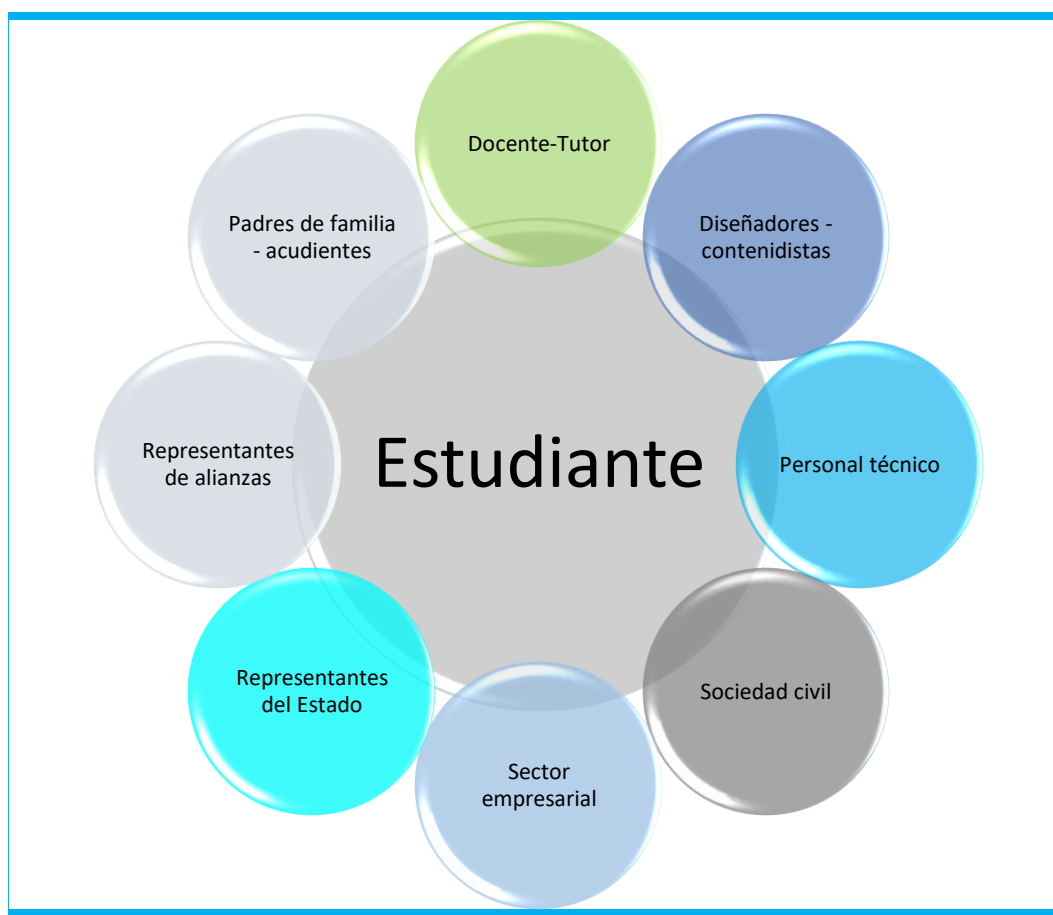 Docente-Tutor
Diseñadores -
contenidistas
Personal técnico
Sociedad civil
Sector
empresarial
Representantes
del Estado
Representantes
de alianzas
Padres de familia
- acudientes
Estudiante